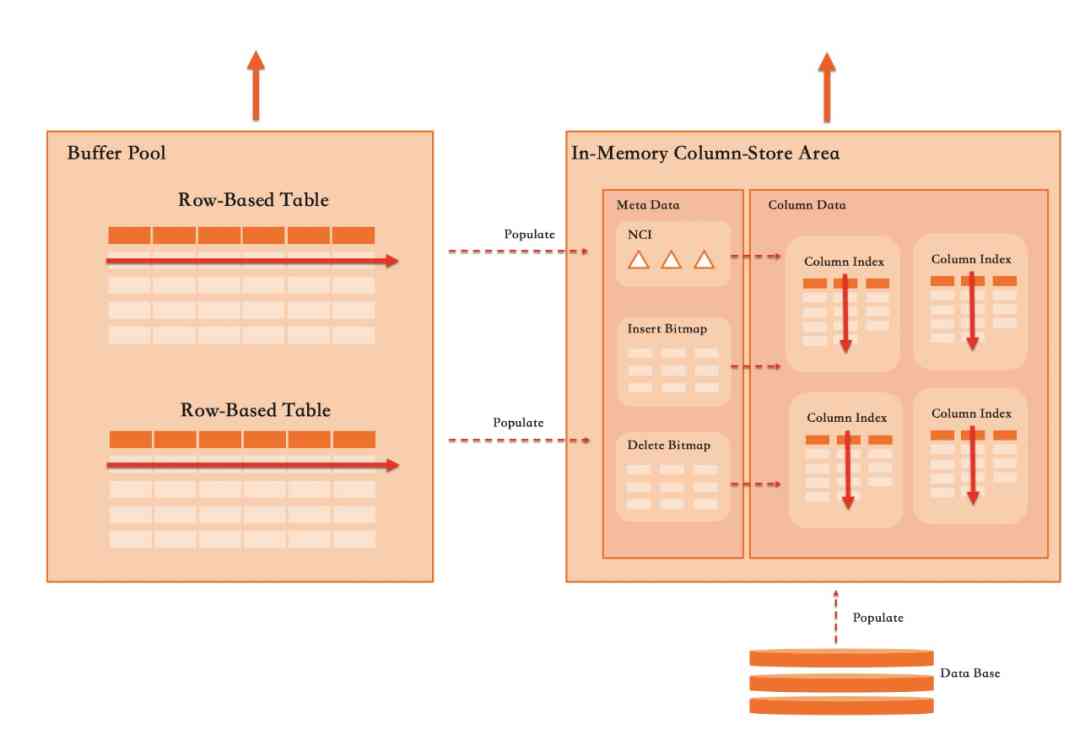 Buffer Pool
Row-Based Table
Row-Based Table
Populate
Populate
In-Memory Column-Store Area
Meta Data
NCI
Insert Bitmap
Delete Bitmap
Column Data
Column Index
Column Index
Column Index
Column Index
Populate
Data Base